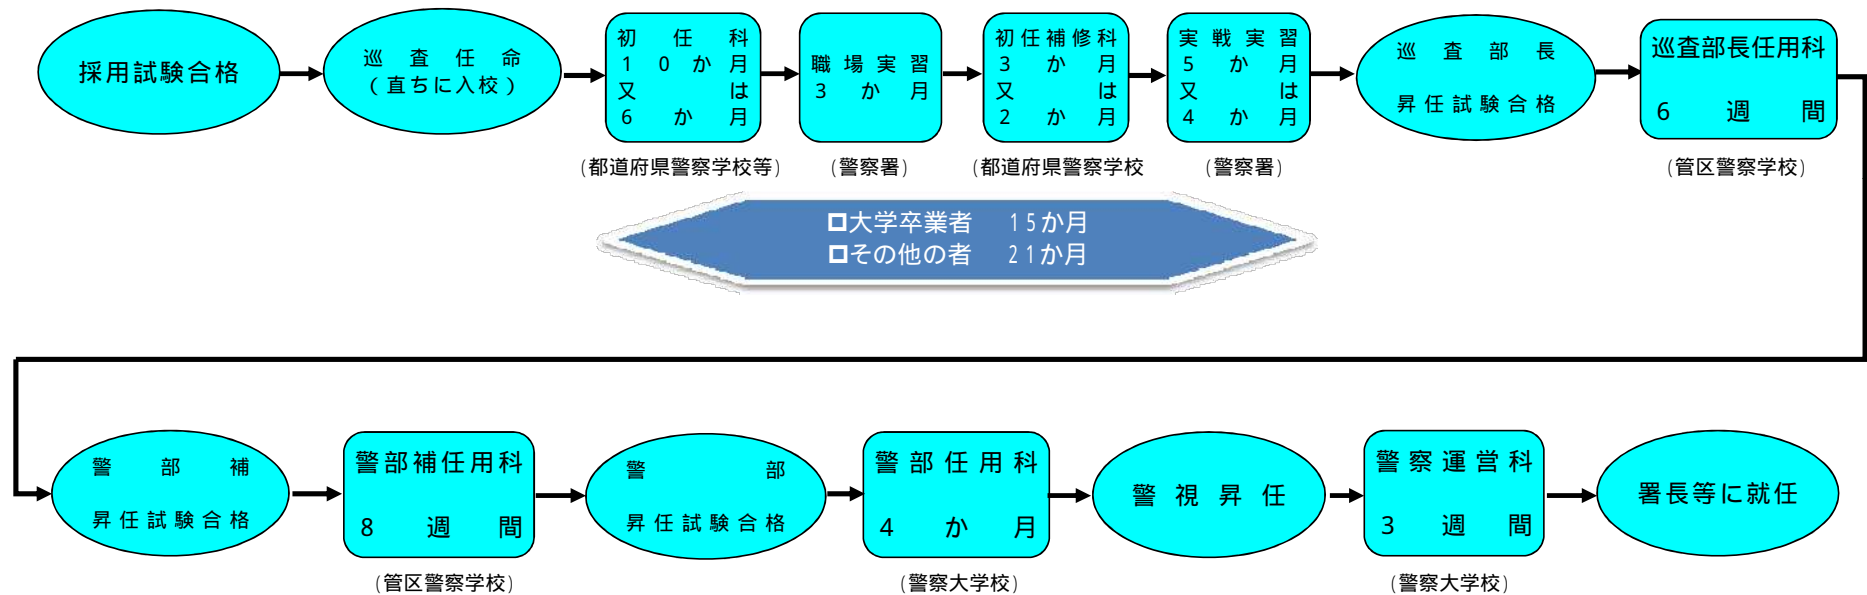 採用試験合格
巡査任命
(直ちに入校)
初任科
10か月
又は
6か月
(都道府県警察学校等)
職場実習
3か月
(警察署)
初任補修科
3か月
又は
2か月
(都道府県警察学校
実戦実習
5か月
又は
4か月
(警察署)
巡査部長
昇任試験合格
巡査部長任用科
6週間
(管区警察学校)
□大学卒業者 15か月
□その他の者 21か月
警部補
昇任試験合格
警部補任用科
8週間
(管区警察学校)
警部
昇任試験合格
警部任用科
4か月
(警察大学校)
警視昇任
警察運営科
3週間
(警察大学校)
署長等に就任